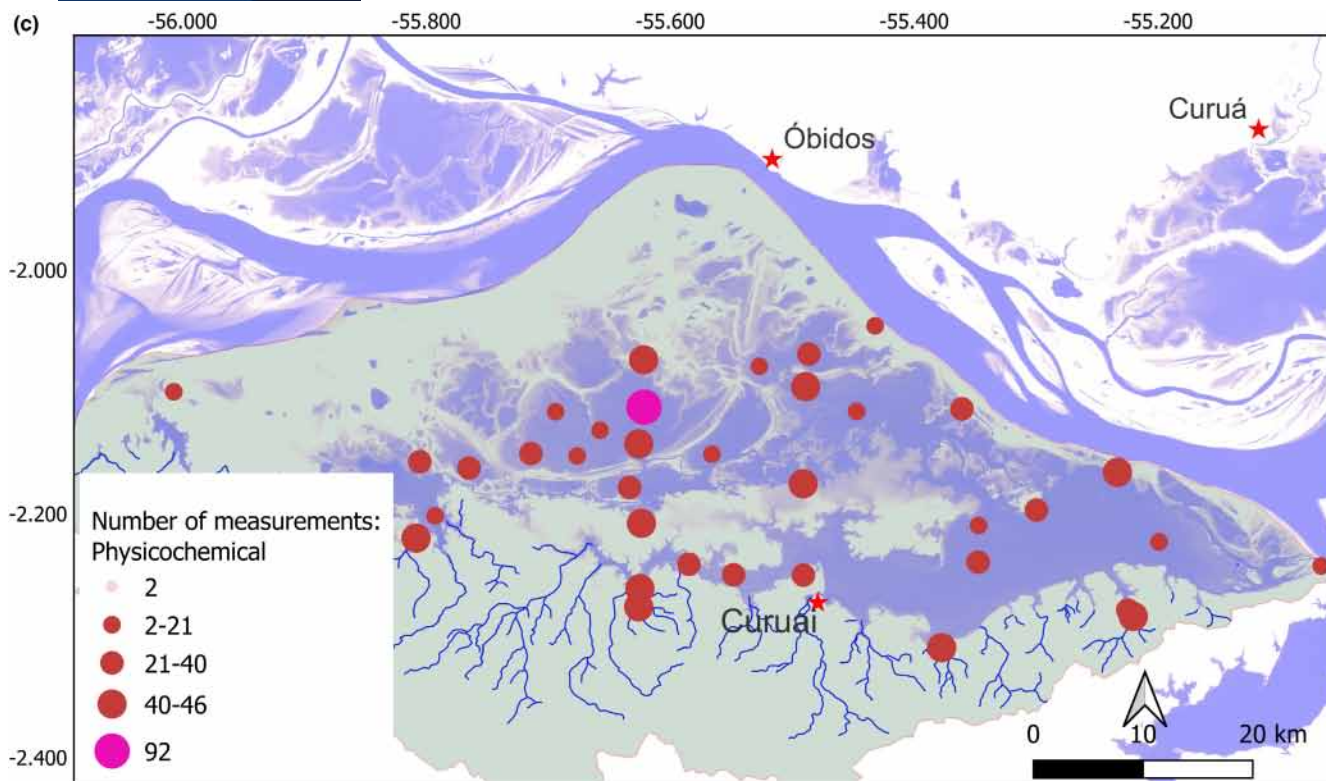 (c)
-56.000 -55.800 -55.600 -55.400 -55.200
Curuá
Óbidos
-2.000
-2.200
-2.400
Curuai
Number of measurements:
Physicochemical
2
2-21
21-40
40-46
92
0 10 20 km